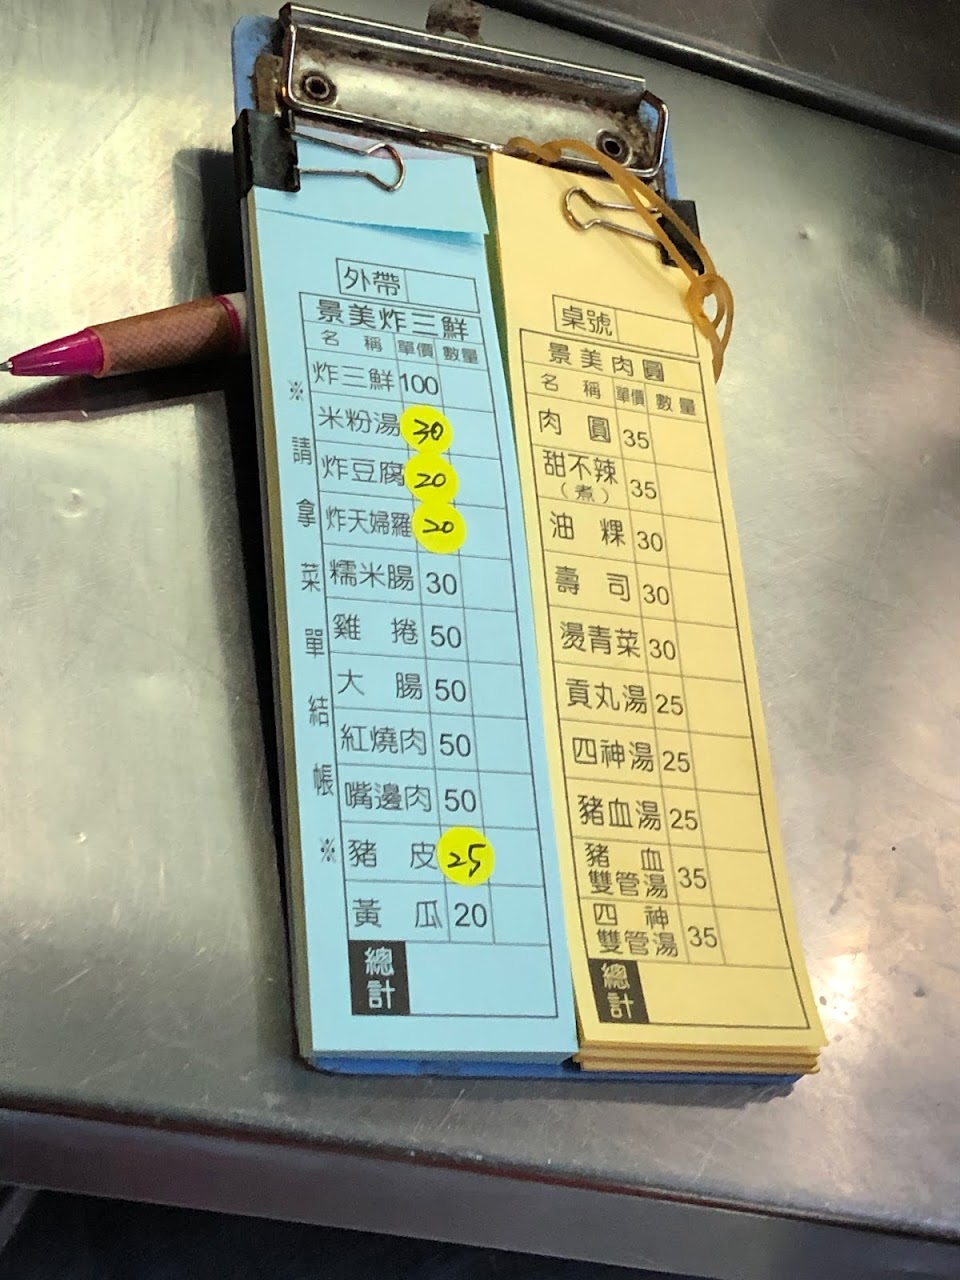 外帶
景美炸三鮮
名 稱 單價 數量
炸三鮮 100
米粉湯 30
炸豆腐 20
炸天婦羅 20
糯米腸 30
雞 捲 50
大 腸 50
紅燒肉 50
嘴邊肉 50
豬 皮 25
黃 瓜 20
總計
※請拿菜單結帳※
桌號
景美肉圓
名 稱 單價 數量
肉 圓 35
甜不辣
(煮) 35
油 粿 30
壽 司 30
燙青菜 30
貢丸湯 25
四神湯 25
豬血湯 25
豬 血
雙管湯 35
四 神
雙管湯 35
總計